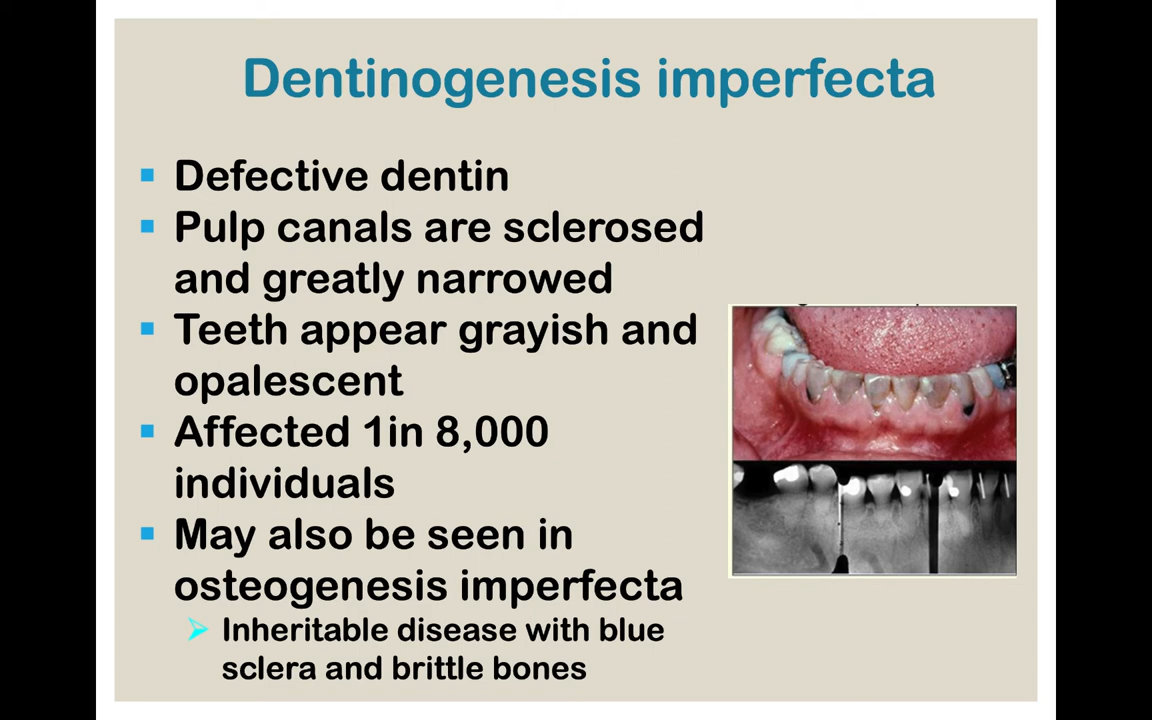 Dentinogenesis imperfecta
Defective dentin
Pulp canals are sclerosed
and greatly narrowed
Teeth appear grayish and
opalescent
Affected 1in 8,000
individuals
May also be seen in
osteogenesis imperfecta
Inheritable disease with blue
sclera and brittle bones